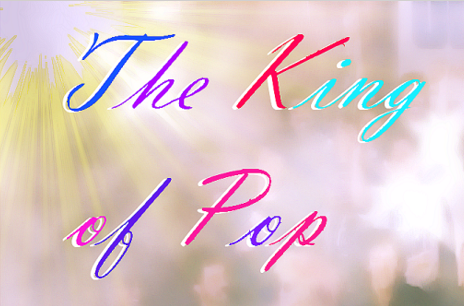 The King
of Pop